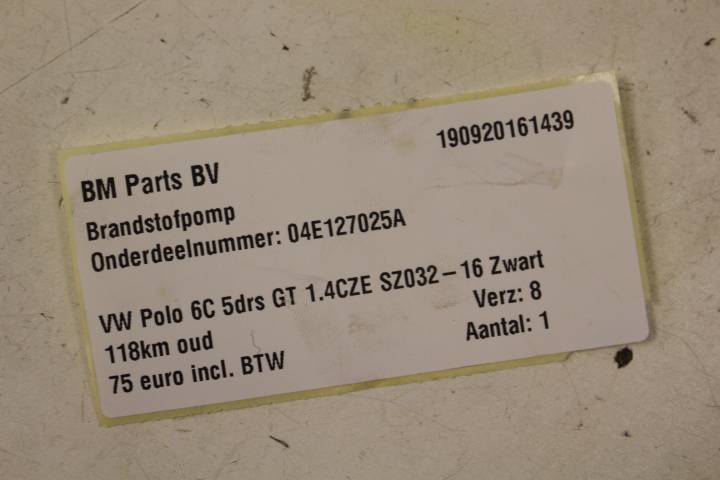 190920161439
BM Parts BV
Brandstofpomp
Onderdeelnummer: 04E127025A
VW Polo 6C 5drs GT 1.4CZE SZ032 – 16 Zwart
118km oud
Verz: 8
75 euro incl. BTW
Aantal: 1